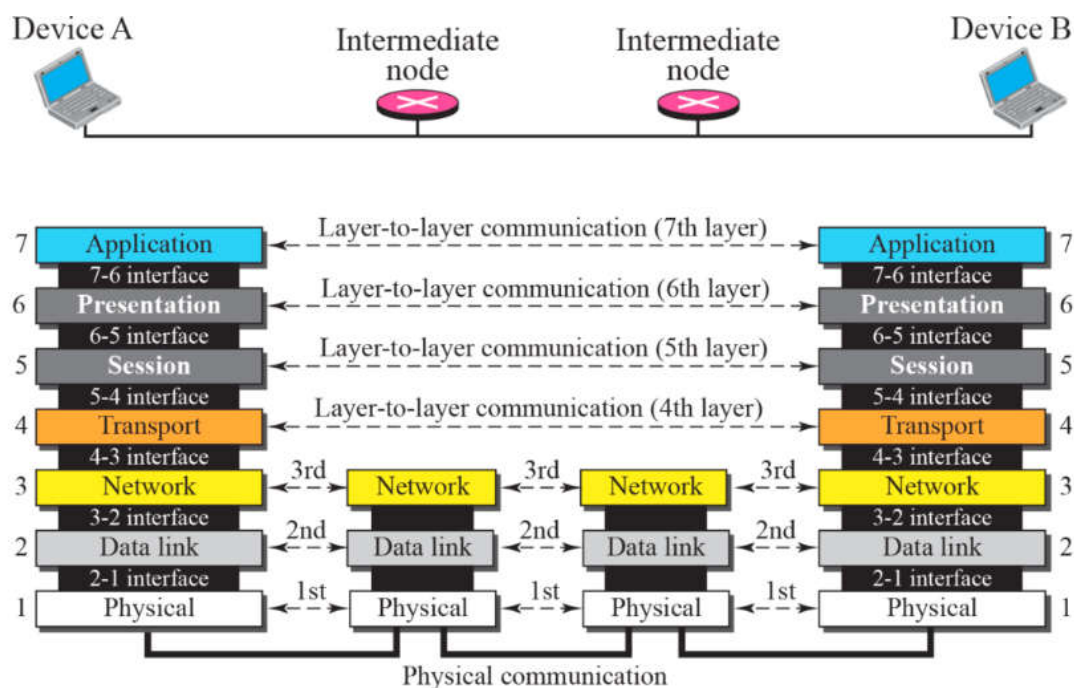 Device A
Intermediate
node
Intermediate
node
Device B
7 Application Layer-to-layer communication (7th layer) Application 7
7-6 interface 7-6 interface
6 Presentation Layer-to-layer communication (6th layer) Presentation 6
6-5 interface 6-5 interface
5 Session Layer-to-layer communication (5th layer) Session 5
5-4 interface 5-4 interface
4 Transport Layer-to-layer communication (4th layer) Transport 4
4-3 interface 4-3 interface
3 Network 3rd Network 3rd Network 3rd Network 3
3-2 interface 3-2 interface
2 Data link 2nd Data link 2nd Data link 2nd Data link 2
2-1 interface 2-1 interface
1 Physical 1st Physical 1st Physical 1st Physical 1
Physical communication